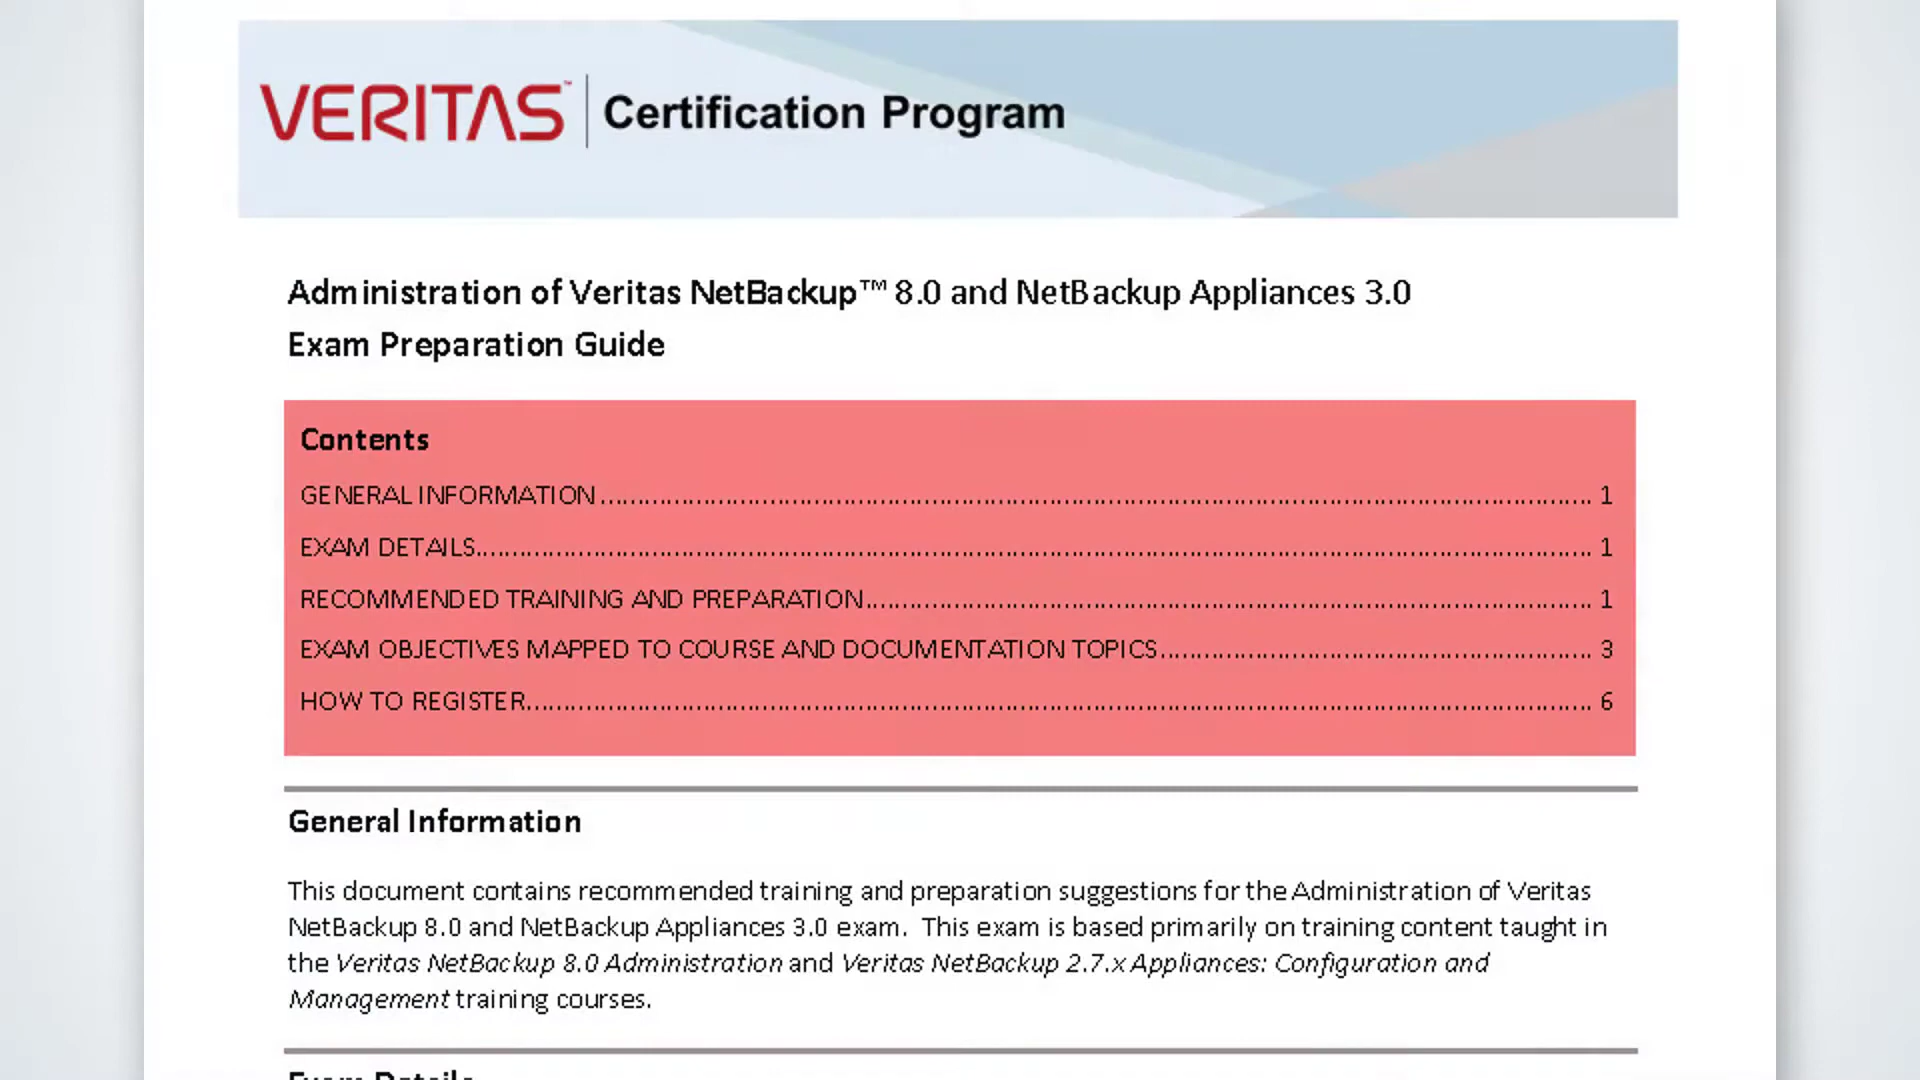 VERITAS™ Certification Program
Administration of Veritas NetBackup™ 8.0 and NetBackup Appliances 3.0
Exam Preparation Guide
Contents
GENERAL INFORMATION........................................ 1
EXAM DETAILS........................................ 1
RECOMMENDED TRAINING AND PREPARATION........................................ 1
EXAM OBJECTIVES MAPPED TO COURSE AND DOCUMENTATION TOPICS........................................ 3
HOW TO REGISTER........................................ 6
General Information
This document contains recommended training and preparation suggestions for the Administration of Veritas
NetBackup 8.0 and NetBackup Appliances 3.0 exam. This exam is based primarily on training content taught in
the Veritas NetBackup 8.0 Administration and Veritas NetBackup 2.7.x Appliances: Configuration and
Management training courses.
Exam Details